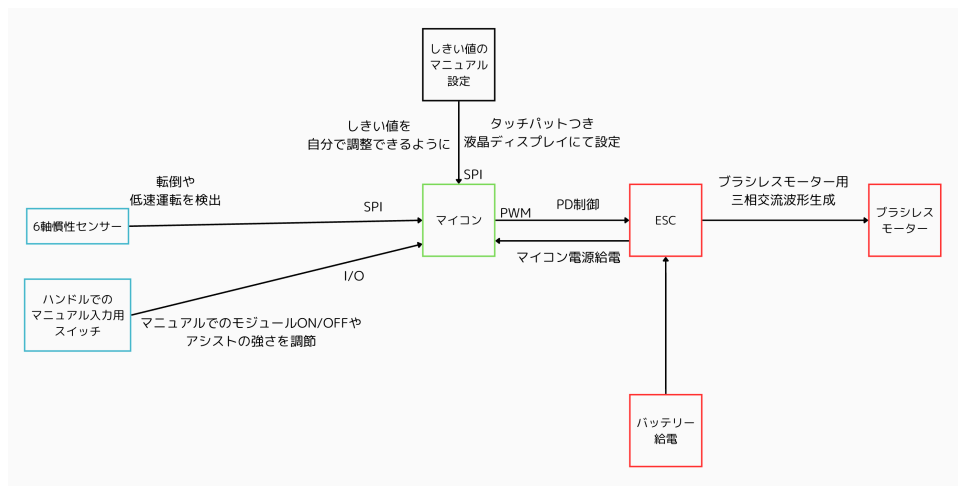 しきい値の
マニュアル
設定
しきい値を
自分で調整できるように
タッチパットつき
液晶ディスプレイにて設定
SPI
転倒や
低速運転を検出
6軸慣性センサー
SPI
マイコン
PWM
PD制御
ESC
ブラシレスモーター用
三相交流波形生成
ブラシレス
モーター
マイコン電源給電
I/O
ハンドルでの
マニュアル入力用
スイッチ
マニュアルでのモジュールON/OFFや
アシストの強さを調節
バッテリー
給電